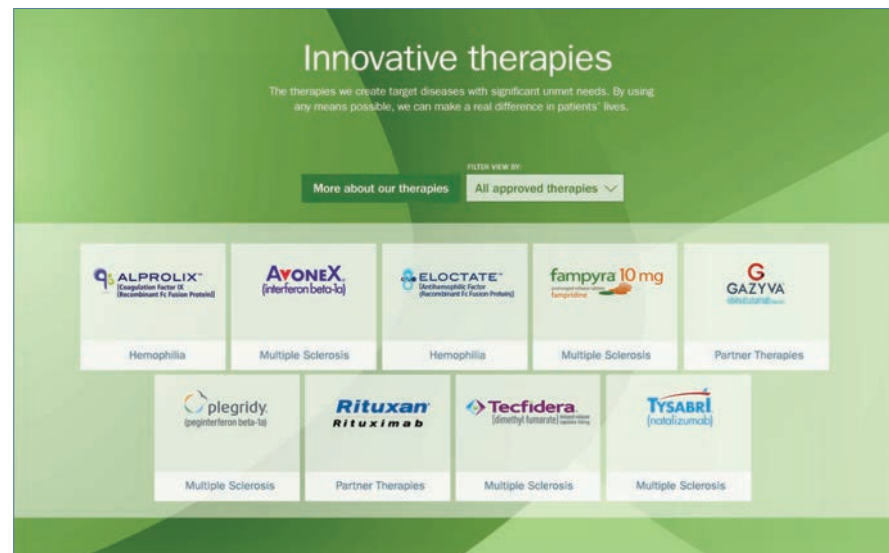 Innovative therapies
The therapies we create target diseases with significant unmet needs. By using
any means possible, we can make a real difference in patients' lives.
FILTER VIEW BY:
More about our therapies
All approved therapies
ALPROLIX™
[Coagulation Factor IX
(Recombinant Fc Fusion Protein)]
Hemophilia
AVONEX
(interferon beta-1a)
Multiple Sclerosis
ELOCTATE™
[Antihemophilic Factor
(Recombinant Fc Fusion Protein)]
Hemophilia
fampyra 10 mg
prolonged-release tablets
fampridine
Multiple Sclerosis
GAZYVA
obinutuzumab
Partner Therapies
plegridy
(peginterferon beta-1a)
Multiple Sclerosis
Rituxan
Rituximab
Partner Therapies
Tecfidera
[dimethyl fumarate]
Multiple Sclerosis
TYSABRI
(natalizumab)
Multiple Sclerosis